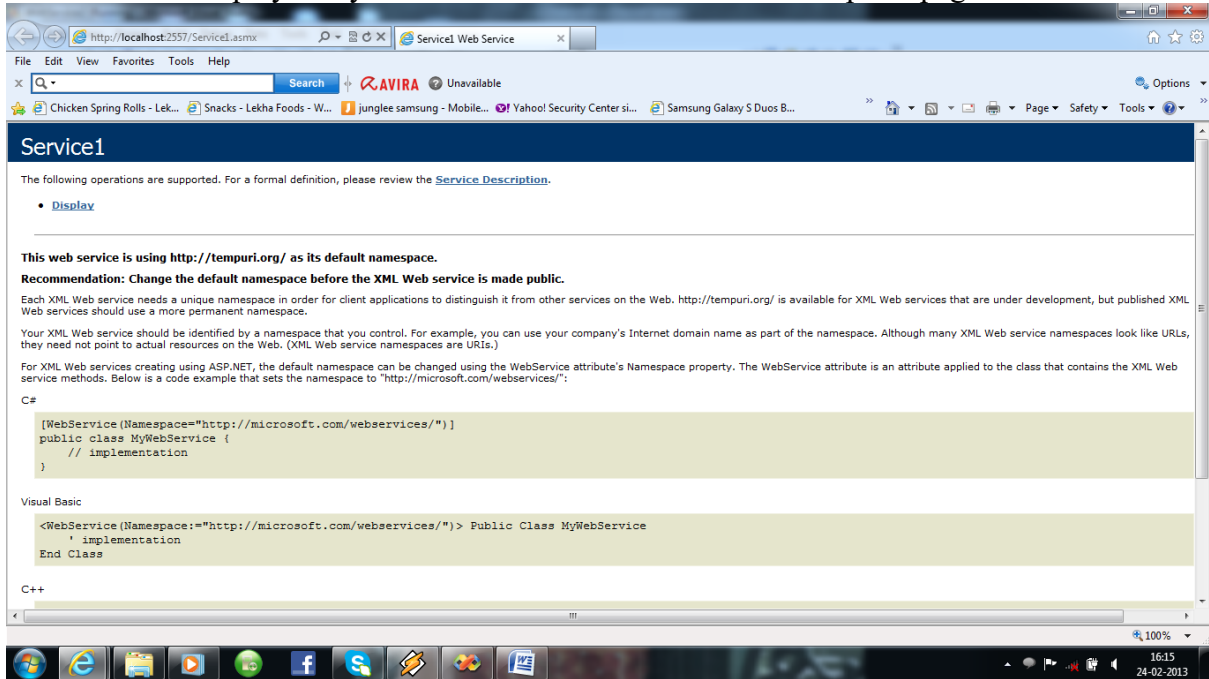 http://localhost:2557/Service1.asmx
Service1 Web Service
File Edit View Favorites Tools Help
Search AVIRA Unavailable Options
Chicken Spring Rolls - Lek... Snacks - Lekha Foods - W... junglee samsung - Mobile... Yahoo! Security Center si... Samsung Galaxy S Duos B... Page Safety Tools
Service1
The following operations are supported. For a formal definition, please review the Service Description.
• Display
This web service is using http://tempuri.org/ as its default namespace.
Recommendation: Change the default namespace before the XML Web service is made public.
Each XML Web service needs a unique namespace in order for client applications to distinguish it from other services on the Web. http://tempuri.org/ is available for XML Web services that are under development, but published XML
Web services should use a more permanent namespace.
Your XML Web service should be identified by a namespace that you control. For example, you can use your company's Internet domain name as part of the namespace. Although many XML Web service namespaces look like URLs,
they need not point to actual resources on the Web. (XML Web service namespaces are URIs.)
For XML Web services creating using ASP.NET, the default namespace can be changed using the WebService attribute's Namespace property. The WebService attribute is an attribute applied to the class that contains the XML Web
service methods. Below is a code example that sets the namespace to "http://microsoft.com/webservices/":
C#
[WebService(Namespace="http://microsoft.com/webservices/")]
public class MyWebService {
// implementation
}
Visual Basic
<WebService(Namespace:="http://microsoft.com/webservices/")> Public Class MyWebService
' implementation
End Class
C++
100%
16:15
24-02-2013